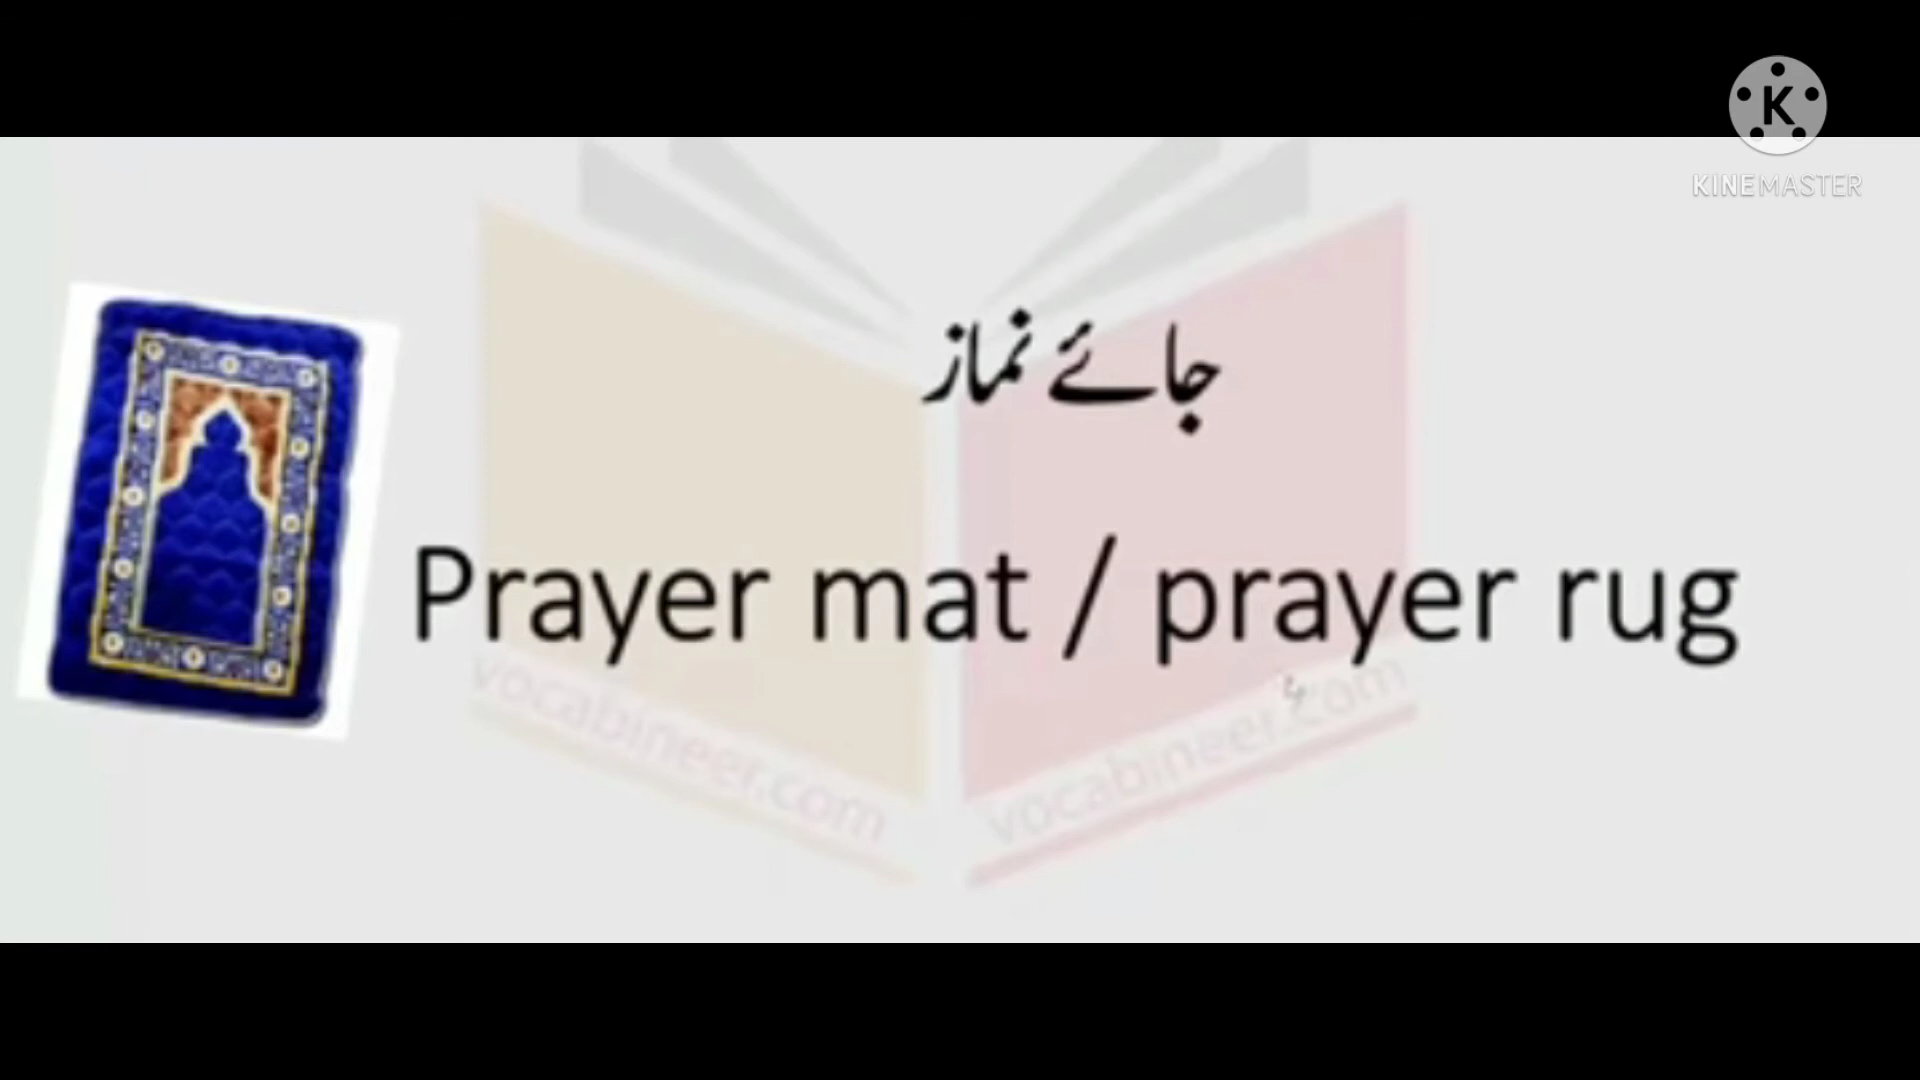 K
KINEMASTER
جائے نماز
Prayer mat / prayer rug
vocabineer.com
vocabineer.com